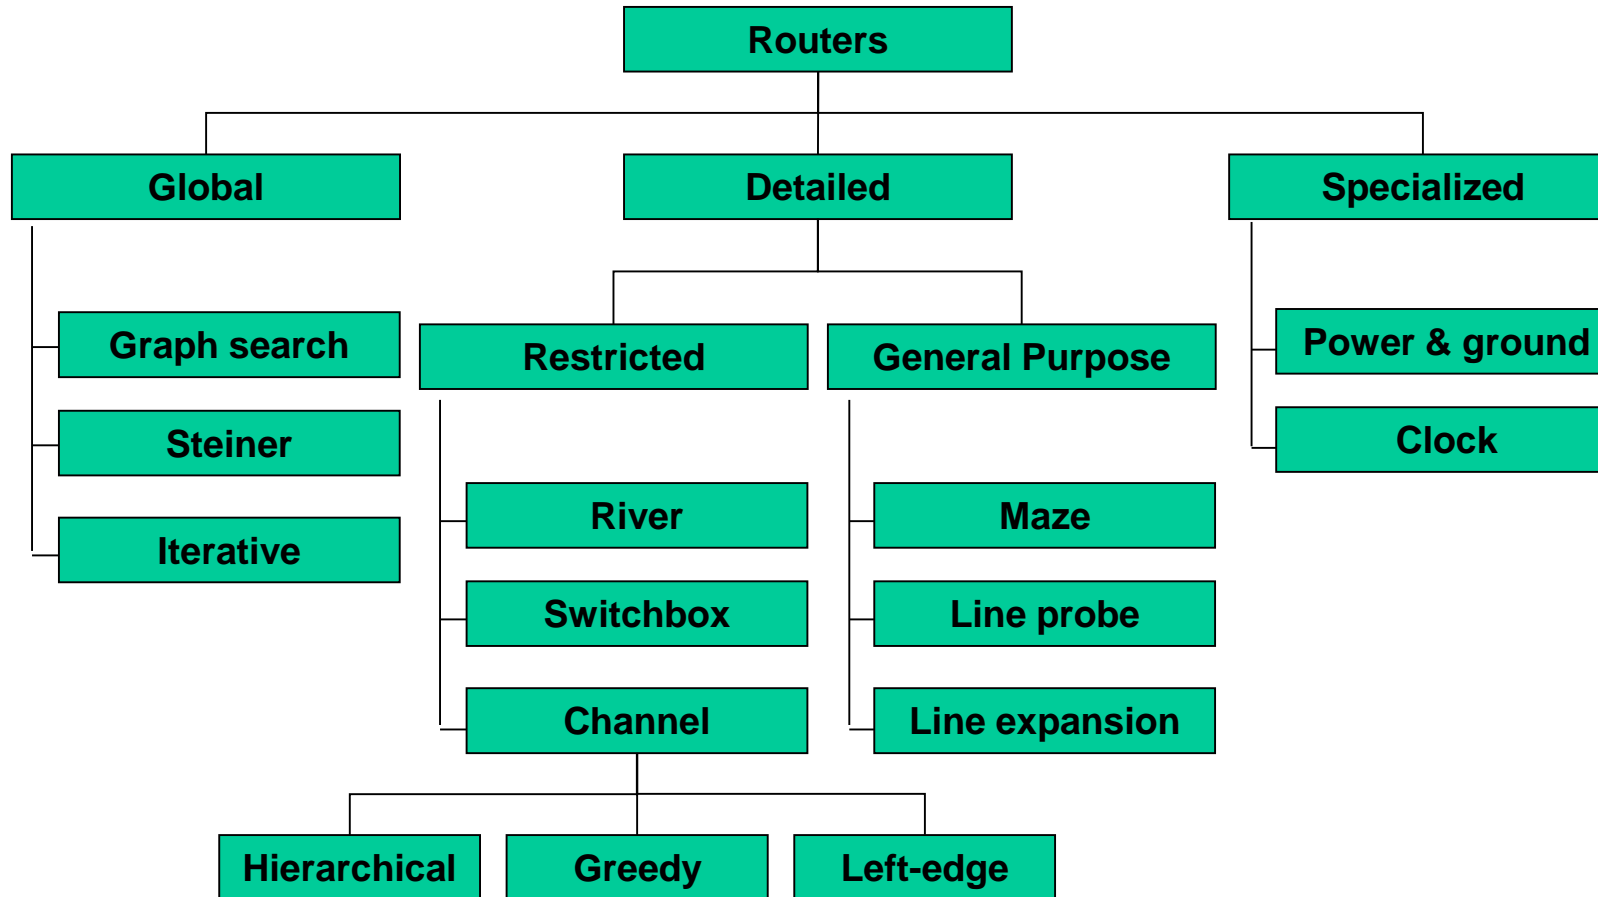 Routers
Global
Detailed
Specialized
Graph search
Steiner
Iterative
Restricted
General Purpose
River
Switchbox
Channel
Maze
Line probe
Line expansion
Power & ground
Clock
Hierarchical
Greedy
Left-edge